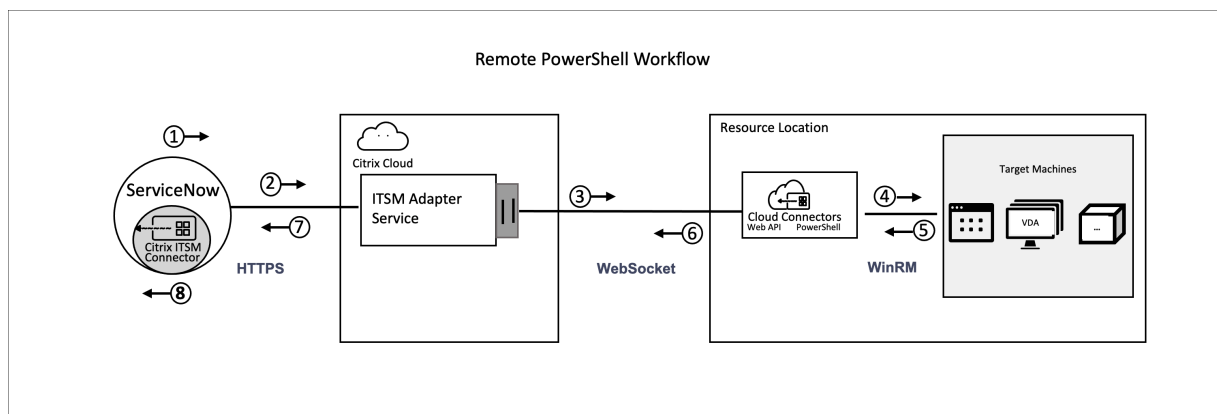 Remote PowerShell Workflow
①
ServiceNow
Citrix ITSM
Connector
⑧
②
⑦
HTTPS
Citrix Cloud
ITSM Adapter
Service
③
⑥
WebSocket
Resource Location
Cloud Connectors
Web API PowerShell
④
⑤
WinRM
Target Machines
VDA
...